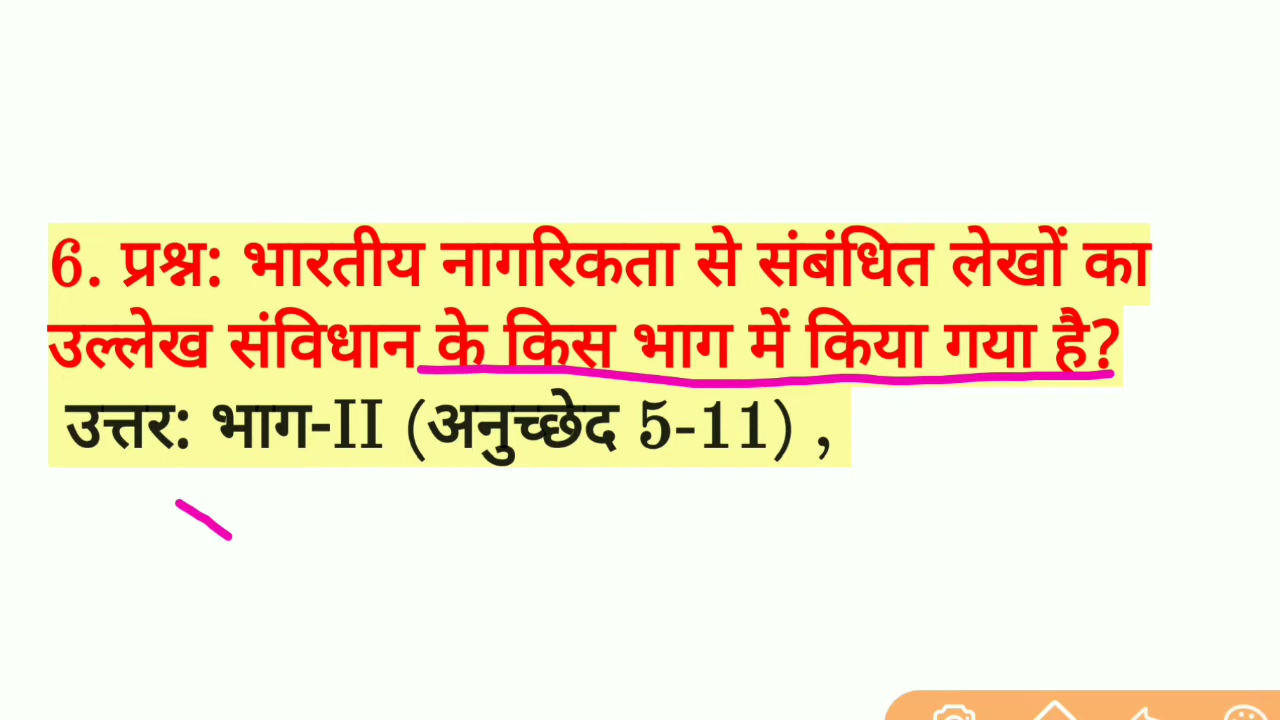 6. प्रश्न: भारतीय नागरिकता से संबंधित लेखों का
उल्लेख संविधान के किस भाग में किया गया है?
उत्तर: भाग-II (अनुच्छेद 5-11) ,